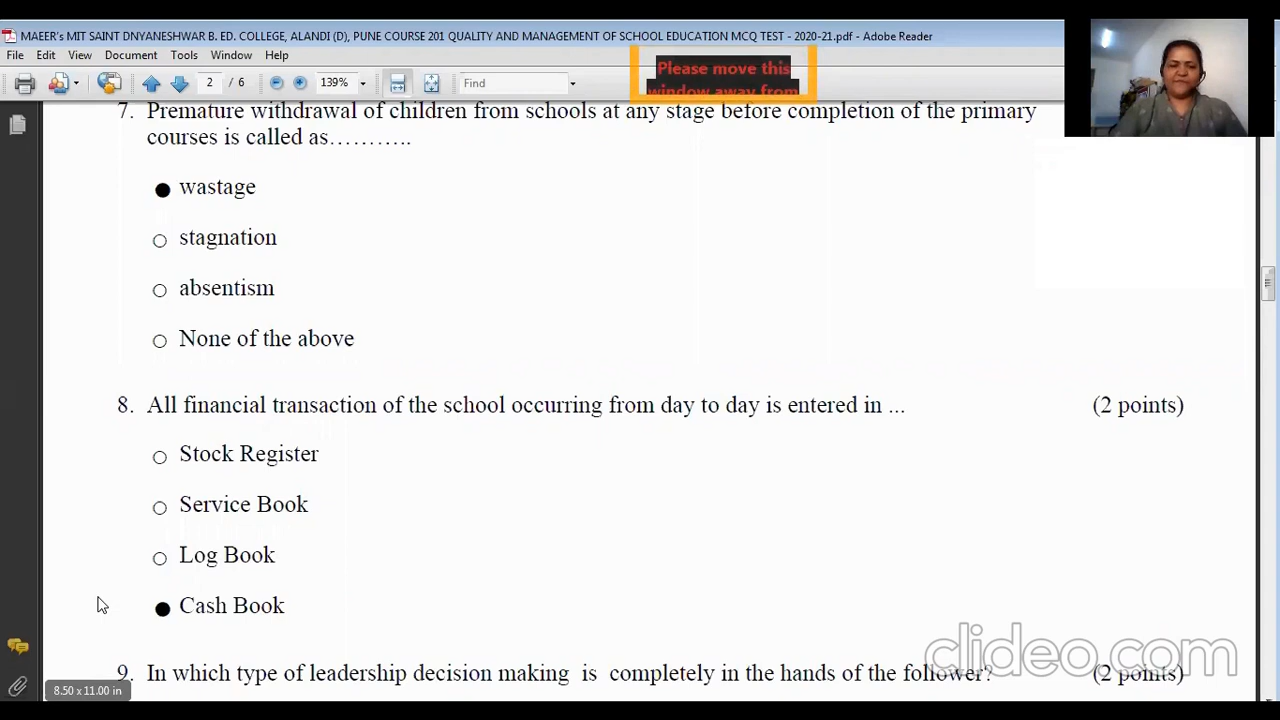 MAEER's MIT SAINT DNYANESHWAR B. ED. COLLEGE, ALANDI (D), PUNE COURSE 201 QUALITY AND MANAGEMENT OF SCHOOL EDUCATION MCQ TEST - 2020-21.pdf - Adobe Reader
File Edit View Document Tools Window Help
2 / 6 139% Find
Please move this
window away from
7. Premature withdrawal of children from schools at any stage before completion of the primary
courses is called as………..
wastage
stagnation
absentism
None of the above
8. All financial transaction of the school occurring from day to day is entered in ... (2 points)
Stock Register
Service Book
Log Book
Cash Book
clideo.com
9. In which type of leadership decision making is completely in the hands of the follower? (2 points)
8.50 x 11.00 in